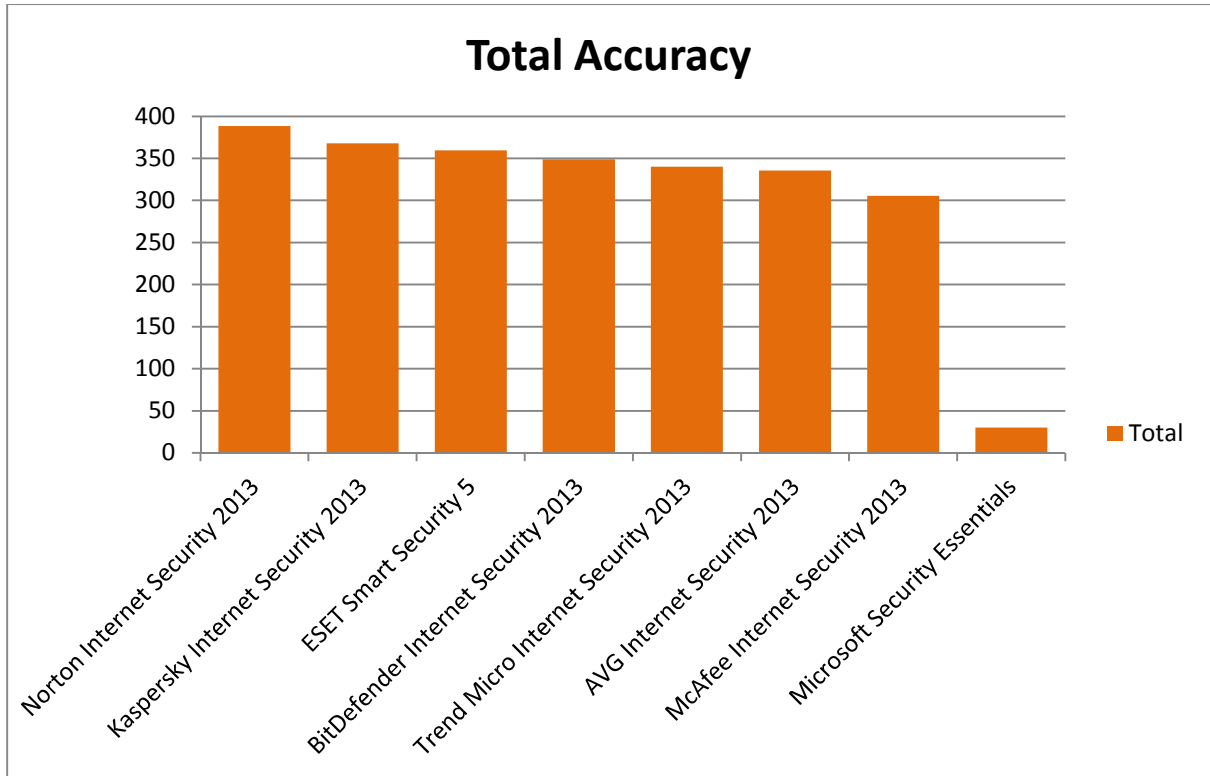 Total Accuracy
400
350
300
250
200
150
100
50
0
Total
Norton Internet Security 2013
Kaspersky Internet Security 2013
ESET Smart Security 5
BitDefender Internet Security 2013
Trend Micro Internet Security 2013
AVG Internet Security 2013
McAfee Internet Security 2013
Microsoft Security Essentials